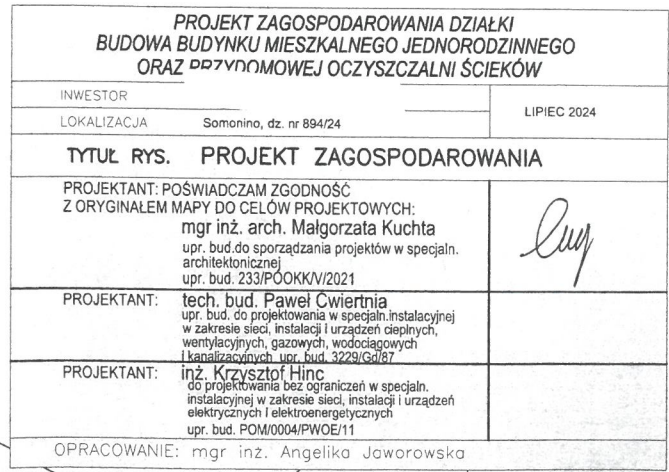 PROJEKT ZAGOSPODAROWANIA DZIAŁKI
BUDOWA BUDYNKU MIESZKALNEGO JEDNORODZINNEGO
ORAZ PRZYDOMOWEJ OCZYSZCZALNI ŚCIEKÓW
INWESTOR
LIPIEC 2024
LOKALIZACJA Somonino, dz. nr 894/24
TYTUŁ RYS. PROJEKT ZAGOSPODAROWANIA
PROJEKTANT: POŚWIADCZAM ZGODNOŚĆ
Z ORYGINAŁEM MAPY DO CELÓW PROJEKTOWYCH:
mgr inż. arch. Małgorzata Kuchta
upr. bud.do sporządzania projektów w specjaln.
architektonicznej
upr. bud. 233/POOKK/V/2021
PROJEKTANT: tech. bud. Paweł Ćwiertnia
upr. bud. do projektowania w specjaln.instalacyjnej
w zakresie sieci, instalacji i urządzeń cieplnych,
wentylacyjnych, gazowych, wodociągowych
i kanalizacyjnych upr. bud. 3229/Gd/87
PROJEKTANT: inż. Krzysztof Hinc
do projektowania bez ograniczeń w specjaln.
instalacyjnej w zakresie sieci, instalacji i urządzeń
elektrycznych i elektroenergetycznych
upr. bud. POM/0004/PWOE/11
OPRACOWANIE: mgr inż. Angelika Jaworowska